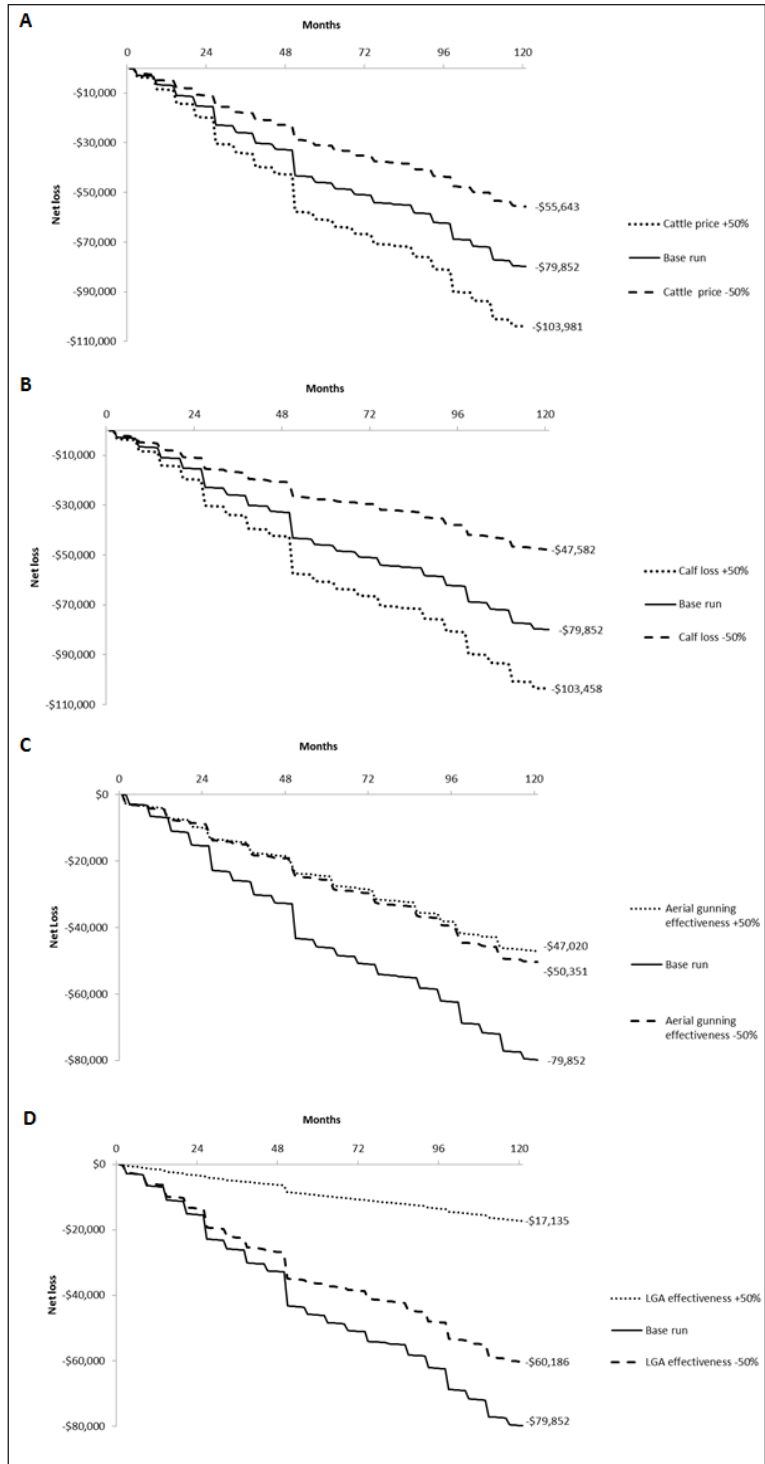 A
Months
0 24 48 72 96 120
-$10,000
-$30,000
-$50,000
-$70,000
-$90,000
-$110,000
Net loss
-$55,643
-$79,852
-$103,981
Cattle price +50%
Base run
Cattle price -50%
B
Months
0 24 48 72 96 120
-$10,000
-$30,000
-$50,000
-$70,000
-$90,000
-$110,000
Net loss
-$47,582
-$79,852
-$103,458
Calf loss +50%
Base run
Calf loss -50%
C
Months
0 24 48 72 96 120
$0
-$20,000
-$40,000
-$60,000
-$80,000
Net Loss
-$47,020
-$50,351
-79,852
Aerial gunning
effectiveness +50%
Base run
Aerial gunning
effectiveness -50%
D
Months
0 24 48 72 96 120
$0
-$20,000
-$40,000
-$60,000
-$80,000
Net loss
-$17,135
-$60,186
-$79,852
LGA effectiveness +50%
Base run
LGA effectiveness -50%